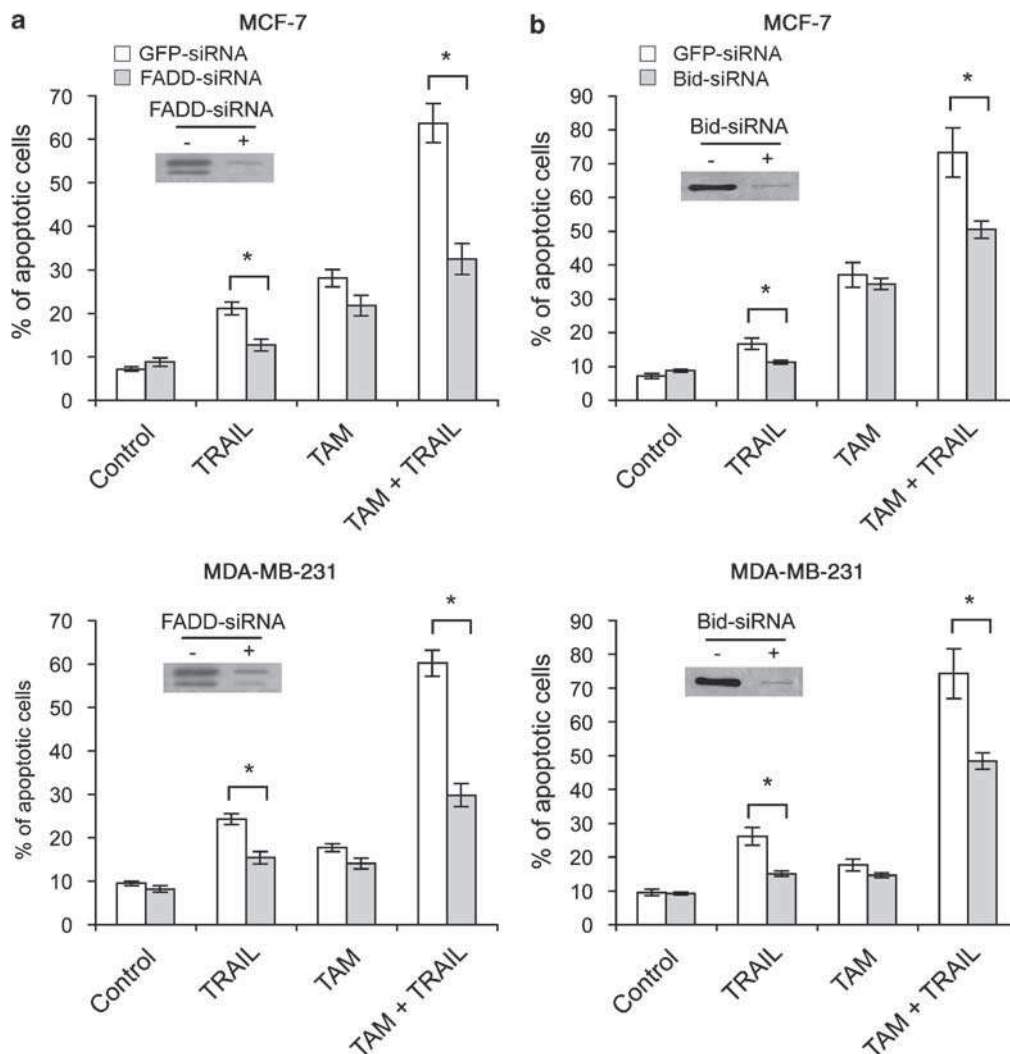 a
MCF-7
GFP-siRNA
FADD-siRNA
FADD-siRNA
- +
*
*
% of apoptotic cells
70
60
50
40
30
20
10
0
Control
TRAIL
TAM
TAM + TRAIL
b
MCF-7
GFP-siRNA
Bid-siRNA
Bid-siRNA
- +
*
*
% of apoptotic cells
90
80
70
60
50
40
30
20
10
0
Control
TRAIL
TAM
TAM + TRAIL
MDA-MB-231
FADD-siRNA
- +
*
*
% of apoptotic cells
70
60
50
40
30
20
10
0
Control
TRAIL
TAM
TAM + TRAIL
MDA-MB-231
Bid-siRNA
- +
*
*
% of apoptotic cells
90
80
70
60
50
40
30
20
10
0
Control
TRAIL
TAM
TAM + TRAIL